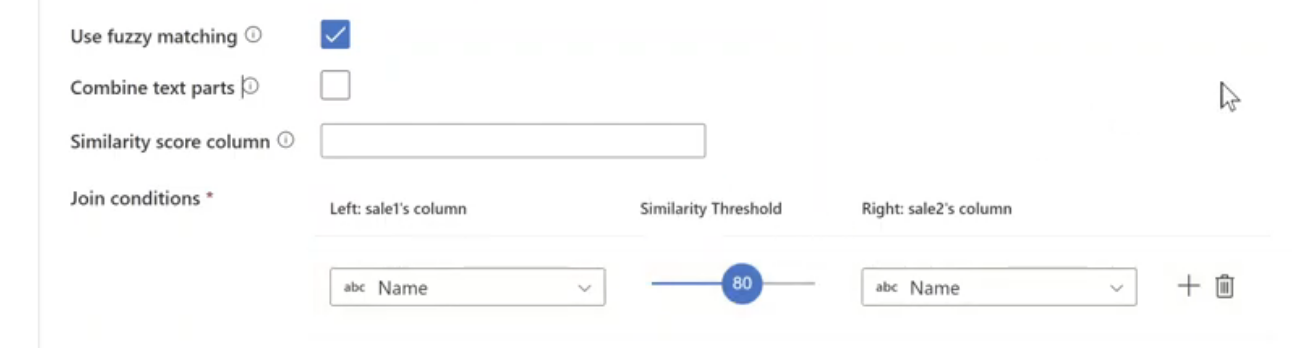 Use fuzzy matching
Combine text parts
Similarity score column
Join conditions *
Left: sale1's column Similarity Threshold Right: sale2's column
abc Name 80 abc Name